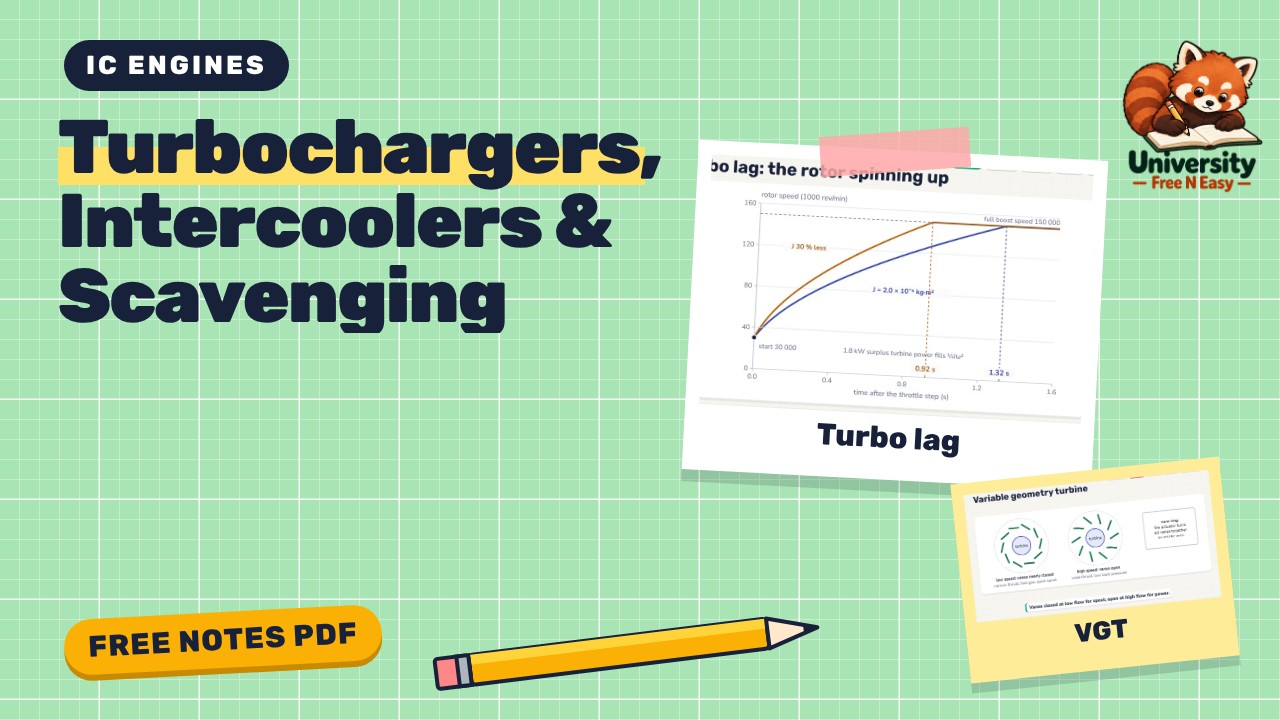 IC ENGINES
Turbochargers,
Intercoolers &
Scavenging
University
Free N Easy
bo lag: the rotor spinning up
rotor speed (1000 rev/min)
160
120
80
40
0
full boost speed 150 000
J 30 % less
J = 2.0 × 10⁻⁵ kg·m²
start 30 000
1.8 kW surplus turbine power fills ½Jω²
0.92 s
1.32 s
0.0
0.4
0.8
1.2
1.6
time after the throttle step (s)
Turbo lag
Variable geometry turbine
turbine
turbine
low speed: vanes nearly closed
high speed: vanes open
Vanes closed at low flow for spool, open at high flow for power.
VGT
FREE NOTES PDF